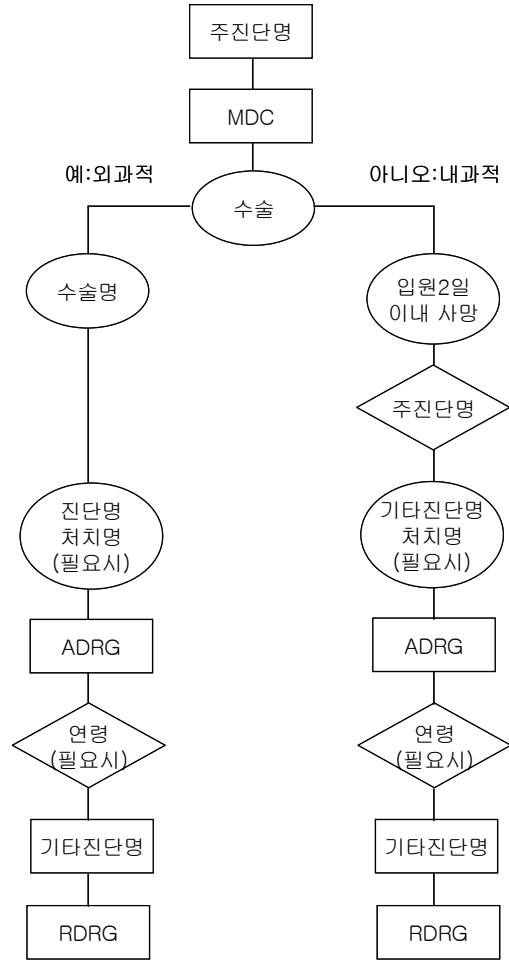 주진단명
MDC
예:외과적
아니오:내과적
수술
수술명
입원2일
이내 사망
주진단명
진단명
처치명
(필요시)
기타진단명
처치명
(필요시)
ADRG
ADRG
연령
(필요시)
연령
(필요시)
기타진단명
기타진단명
RDRG
RDRG